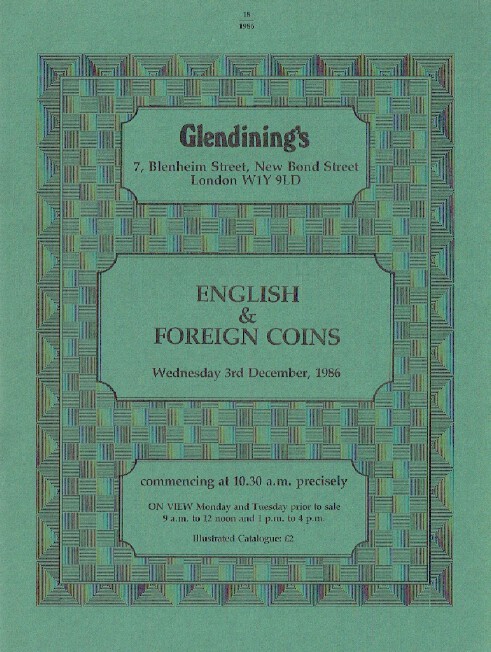 18
1986
Glendining's
7, Blenheim Street, New Bond Street
London W1Y 9LD
ENGLISH
&
FOREIGN COINS
Wednesday 3rd December, 1986
commencing at 10.30 a.m. precisely
ON VIEW Monday and Tuesday prior to sale
9 a.m. to 12 noon and 1 p.m. to 4 p.m.
Illustrated Catalogue: £2